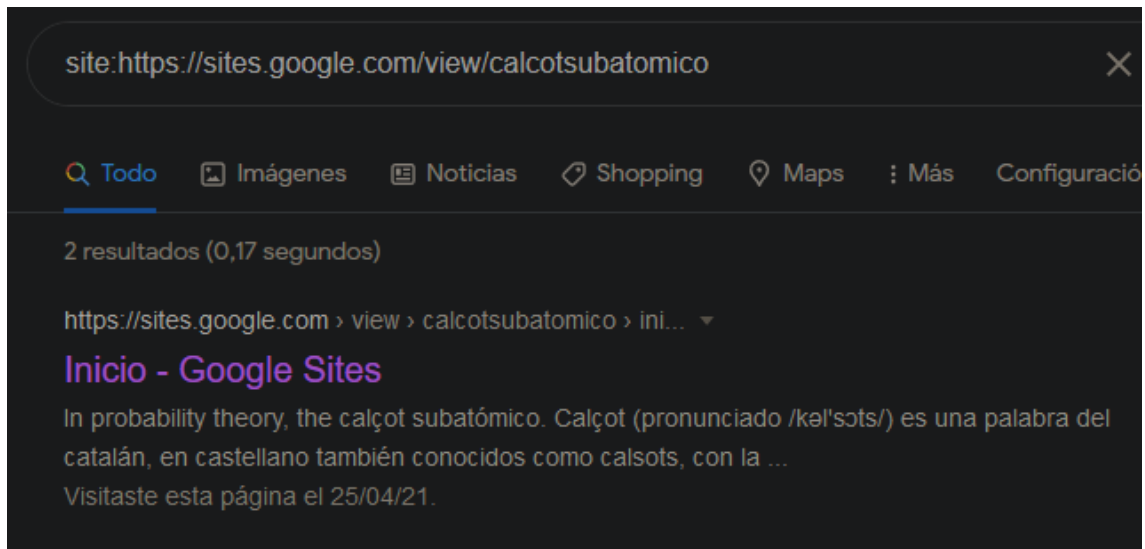 site:https://sites.google.com/view/calcotsubatomico
Todo Imágenes Noticias Shopping Maps Más Configuració
2 resultados (0,17 segundos)
https://sites.google.com › view › calcotsubatomico › ini...
Inicio - Google Sites
In probability theory, the calçot subatómico. Calçot (pronunciado /kəl'sɔts/) es una palabra del
catalán, en castellano también conocidos como calsots, con la ...
Visitaste esta página el 25/04/21.